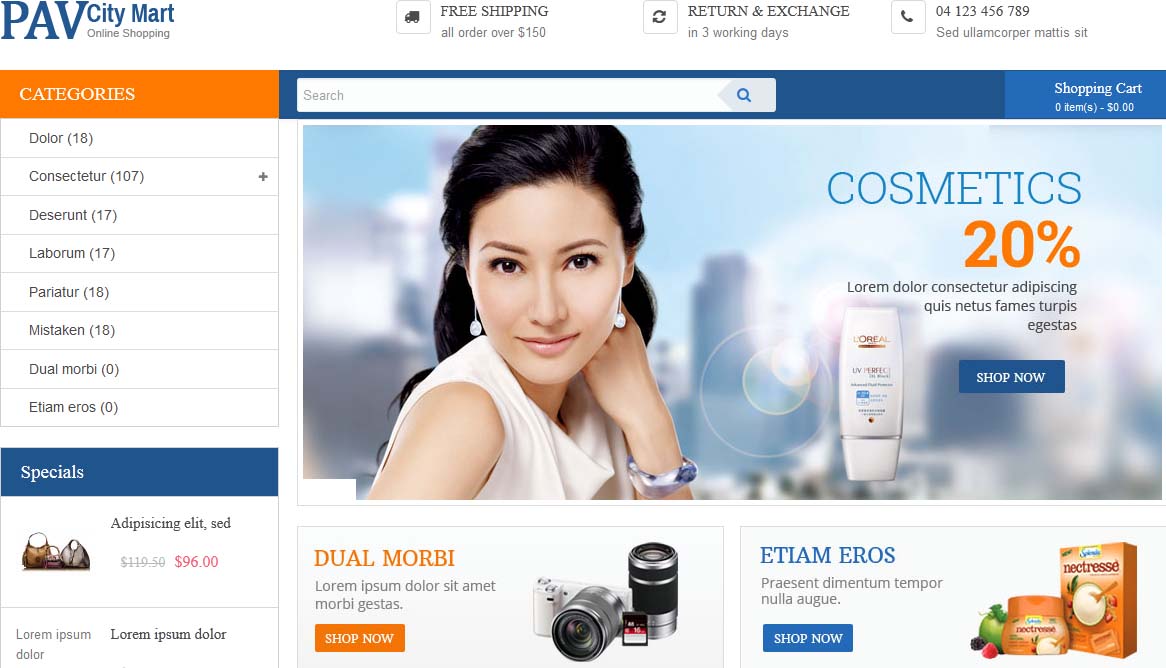 PAV City Mart
Online Shopping
FREE SHIPPING
all order over $150
RETURN & EXCHANGE
in 3 working days
04 123 456 789
Sed ullamcorper mattis sit
CATEGORIES
Search
Shopping Cart
0 item(s) - $0.00
Dolor (18)
Consectetur (107)
Deserunt (17)
Laborum (17)
Pariatur (18)
Mistaken (18)
Dual morbi (0)
Etiam eros (0)
COSMETICS
20%
Lorem dolor consectetur adipiscing
quis netus fames turpis
egestas
SHOP NOW
L'ORÉAL
UV PERFECT
Specials
Adipisicing elit, sed
$119.50 $96.00
Lorem ipsum
dolor
Lorem ipsum dolor
DUAL MORBI
Lorem ipsum dolor sit amet
morbi gestas.
SHOP NOW
ETIAM EROS
Praesent dimentum tempor
nulla augue.
SHOP NOW
NEW
Splenda
nectresse
Splenda
nectresse